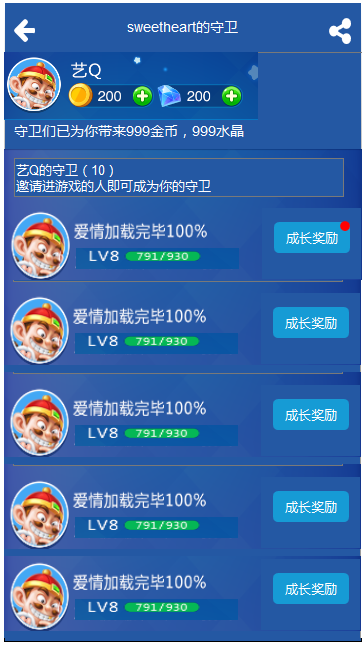 sweetheart的守卫
艺Q
200 200
守卫们已为你带来999金币，999水晶
艺Q的守卫（10）
邀请进游戏的人即可成为你的守卫
爱情加载完毕100%
成长奖励
LV8 791/930
爱情加载完毕100%
成长奖励
LV8 791/930
爱情加载完毕100%
成长奖励
LV8 791/930
爱情加载完毕100%
成长奖励
LV8 791/930
爱情加载完毕100%
成长奖励
LV8 791/930